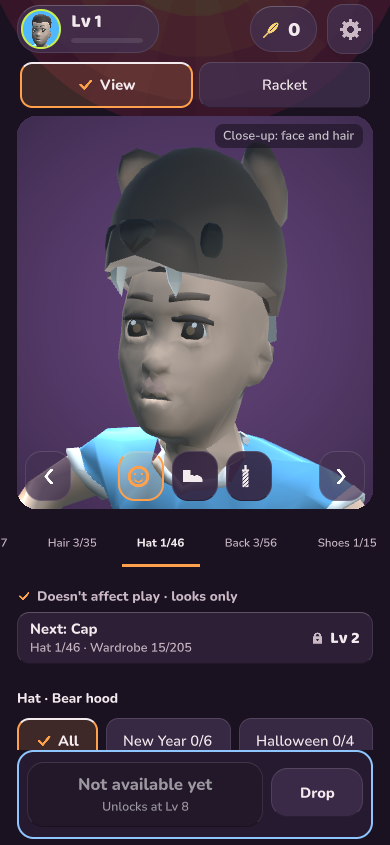 Lv 1
0
View
Racket
Close-up: face and hair
7
Hair 3/35
Hat 1/46
Back 3/56
Shoes 1/15
Doesn't affect play · looks only
Next: Cap
Hat 1/46 · Wardrobe 15/205
Lv 2
Hat · Bear hood
All
New Year 0/6
Halloween 0/4
Not available yet
Unlocks at Lv 8
Drop